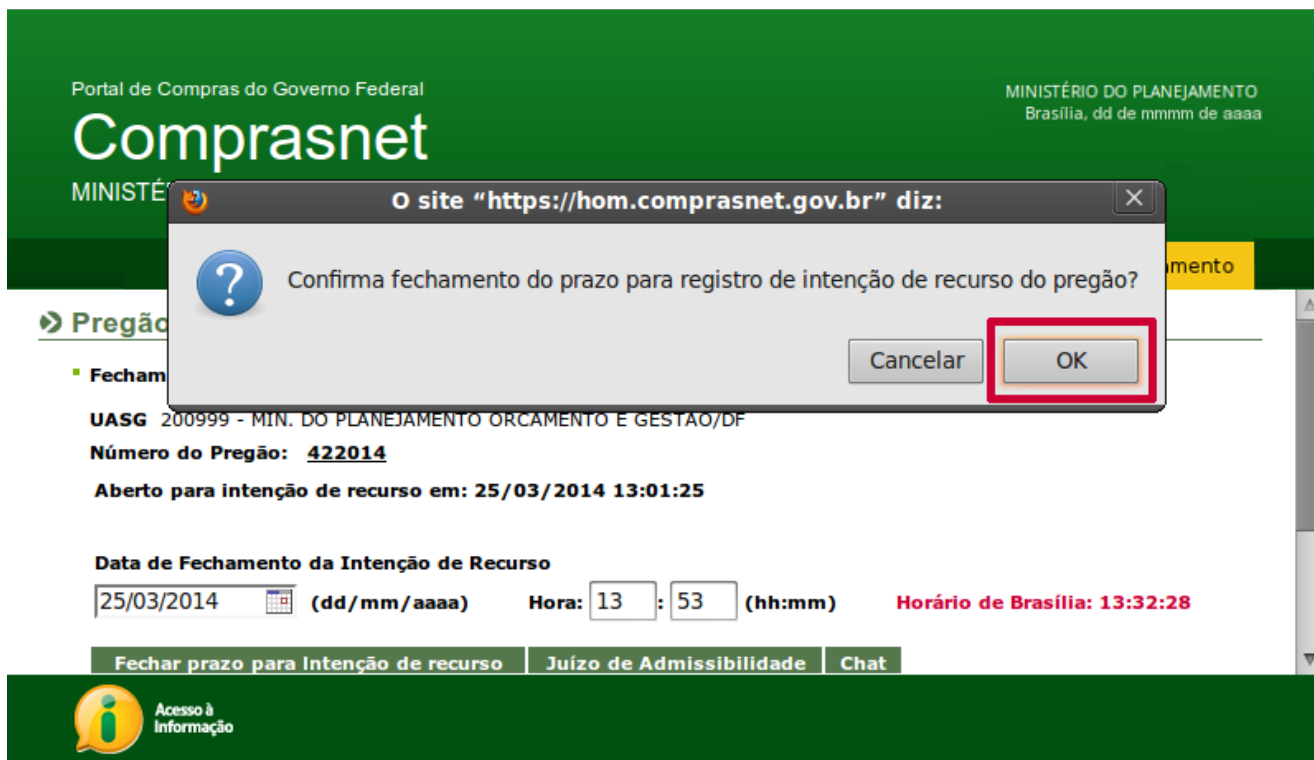 Portal de Compras do Governo Federal
MINISTÉRIO DO PLANEJAMENTO
Brasília, dd de mmmm de aaaa
Comprasnet
MINISTÉ
O site “https://hom.comprasnet.gov.br” diz:
Confirma fechamento do prazo para registro de intenção de recurso do pregão?
Cancelar OK
mento
Pregão
Fecham
UASG 200999 - MIN. DO PLANEJAMENTO ORCAMENTO E GESTAO/DF
Número do Pregão: 422014
Aberto para intenção de recurso em: 25/03/2014 13:01:25
Data de Fechamento da Intenção de Recurso
25/03/2014 (dd/mm/aaaa) Hora: 13 : 53 (hh:mm) Horário de Brasília: 13:32:28
Fechar prazo para Intenção de recurso Juízo de Admissibilidade Chat
Acesso à
Informação